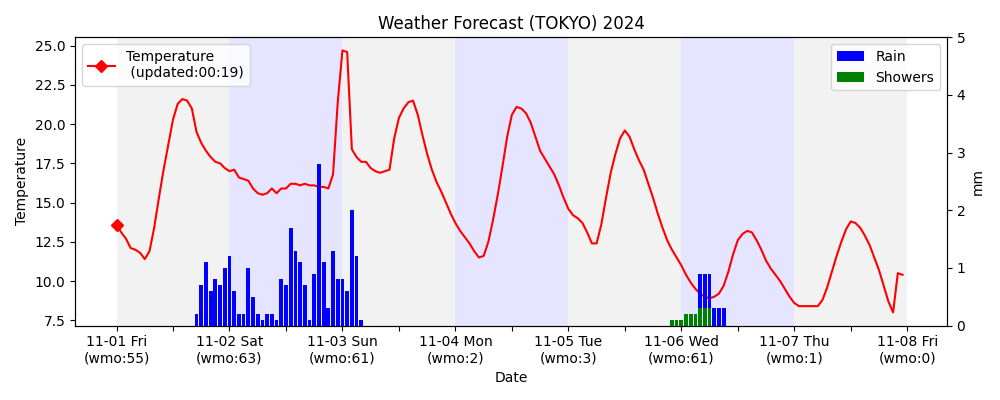 Weather Forecast (TOKYO) 2024
Temperature
(updated:00:19)
Rain
Showers
Temperature
25.0
22.5
20.0
17.5
15.0
12.5
10.0
7.5
5
4
3
2
1
0
mm
11-01 Fri
(wmo:55)
11-02 Sat
(wmo:63)
11-03 Sun
(wmo:61)
11-04 Mon
(wmo:2)
11-05 Tue
(wmo:3)
11-06 Wed
(wmo:61)
11-07 Thu
(wmo:1)
11-08 Fri
(wmo:0)
Date